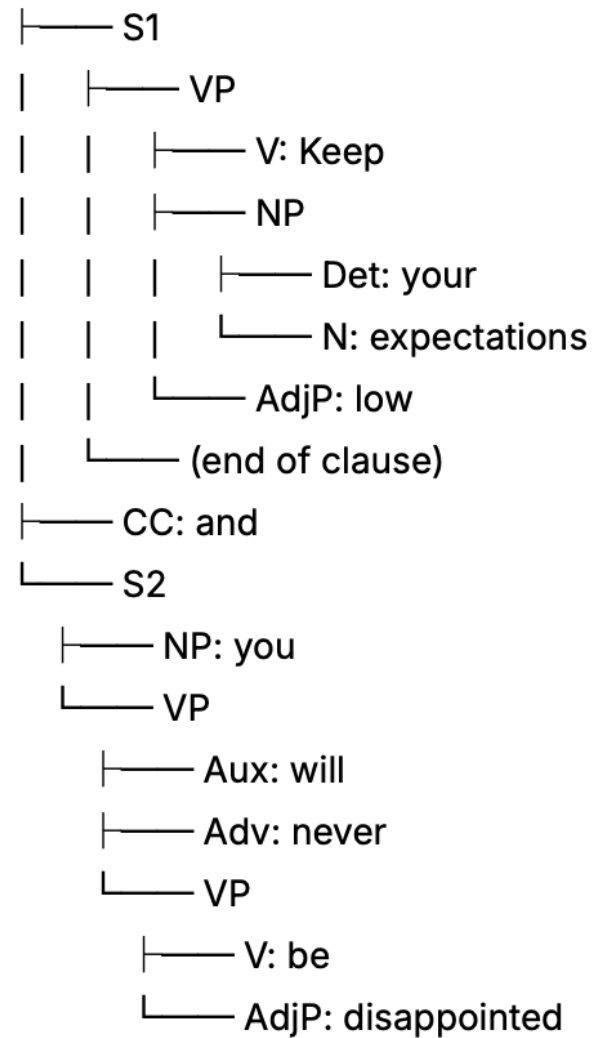 ├─── S1
|   ├─── VP
|   |   ├─── V: Keep
|   |   ├─── NP
|   |   |   ├─── Det: your
|   |   |   └─── N: expectations
|   |   └─── AdjP: low
|   └─── (end of clause)
├─── CC: and
└─── S2
    ├─── NP: you
    └─── VP
        ├─── Aux: will
        ├─── Adv: never
        └─── VP
            ├─── V: be
            └─── AdjP: disappointed